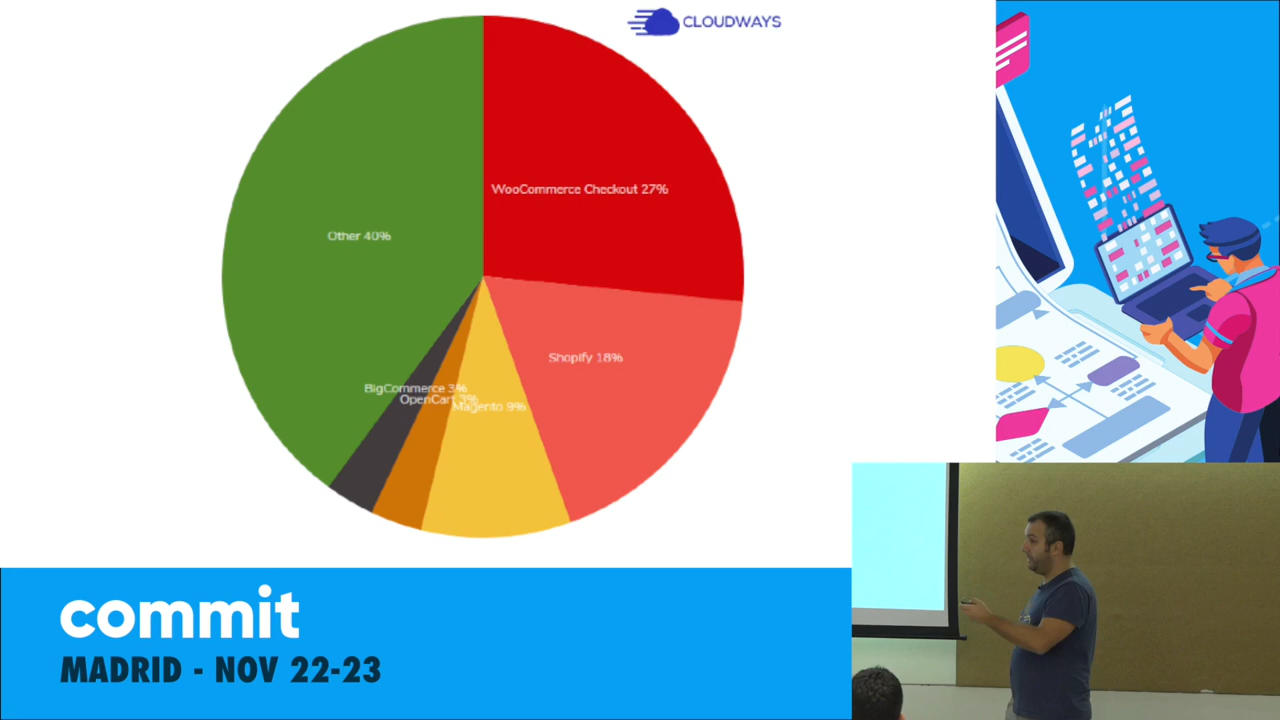 CLOUDWAYS
WooCommerce Checkout 27%
Other 40%
Shopify 18%
BigCommerce 3%
OpenCart 3%
Magento 9%
commit
MADRID - NOV 22-23